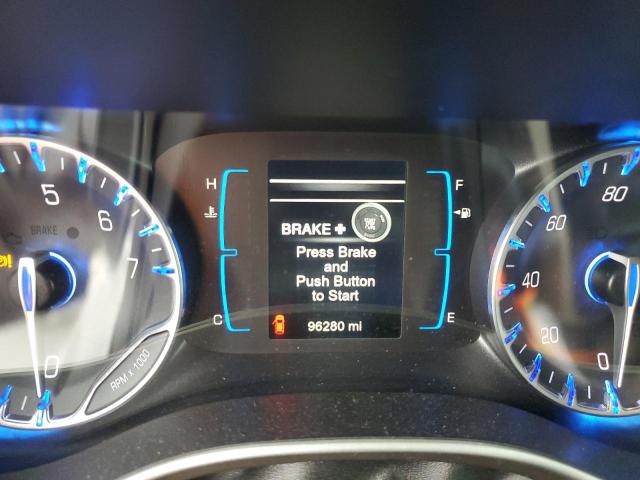 5
6
7
0
BRAKE
RPM x 1000
H
C
BRAKE +
Press Brake
and
Push Button
to Start
96280 mi
F
E
80
60
40
20
0